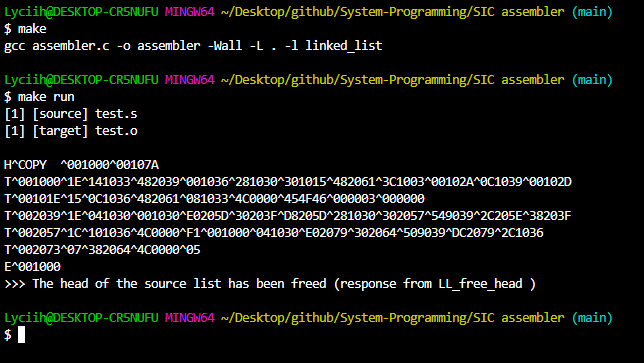 Lyciih@DESKTOP-CR5NUFU MINGW64 ~/Desktop/github/System-Programming/SIC assembler (main)
$ make
gcc assembler.c -o assembler -Wall -L . -l linked_list
Lyciih@DESKTOP-CR5NUFU MINGW64 ~/Desktop/github/System-Programming/SIC assembler (main)
$ make run
[1] [source] test.s
[1] [target] test.o
H^COPY  ^001000^00107A
T^001000^1E^141033^482039^001036^281030^301015^482061^3C1003^00102A^0C1039^00102D
T^00101E^15^0C1036^482061^081033^4C0000^454F46^000003^000000
T^002039^1E^041030^001030^E0205D^30203F^D8205D^281030^302057^549039^2C205E^38203F
T^002057^1C^101036^4C0000^F1^001000^041030^E02079^302064^509039^DC2079^2C1036
T^002073^07^382064^4C0000^05
E^001000
>>> The head of the source list has been freed (response from LL_free_head )
Lyciih@DESKTOP-CR5NUFU MINGW64 ~/Desktop/github/System-Programming/SIC assembler (main)
$